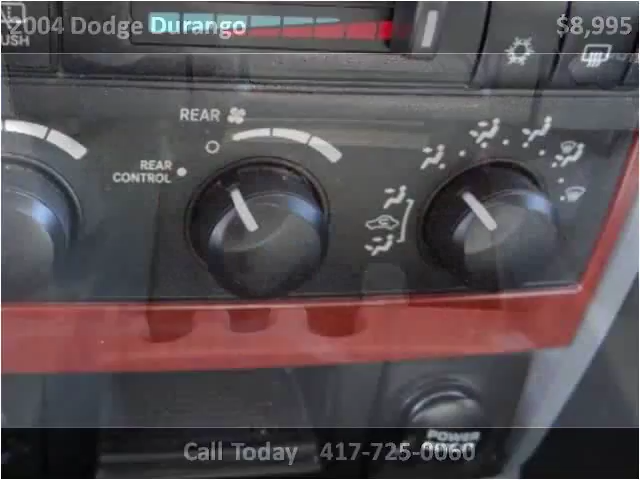 2004 Dodge Durango $8,995
REAR
REAR
CONTROL
POWER
Call Today 417-725-0060